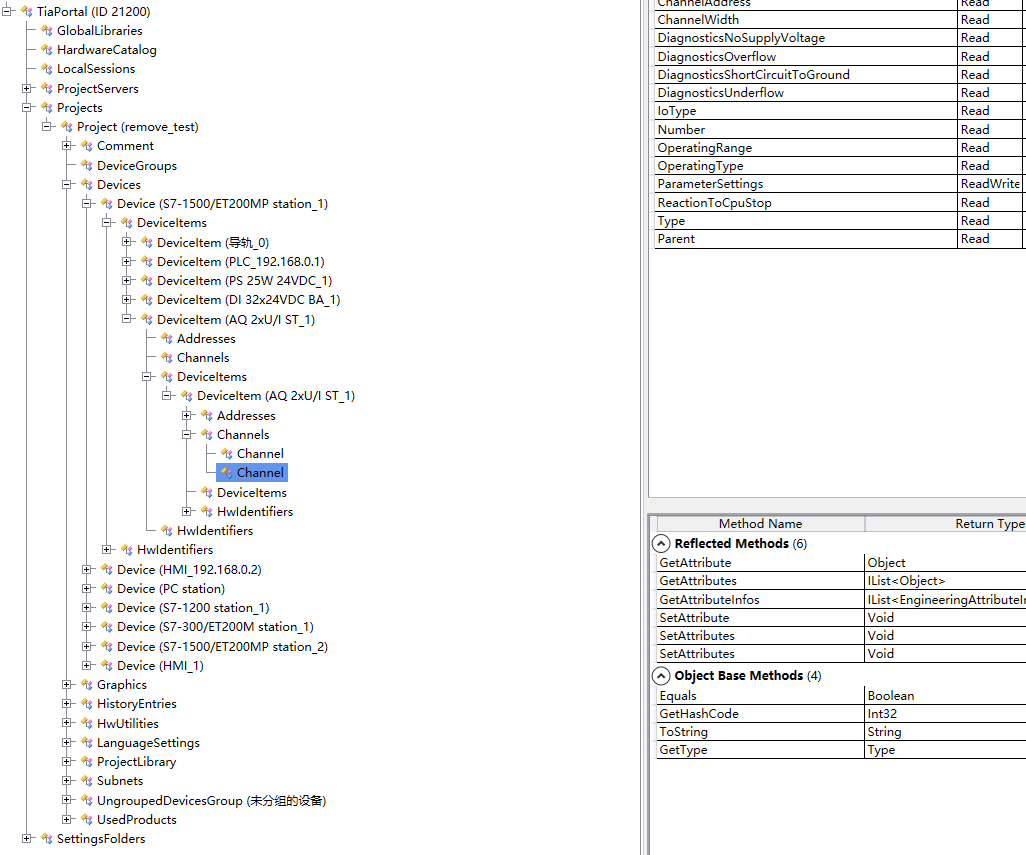 TiaPortal (ID 21200)
GlobalLibraries
HardwareCatalog
LocalSessions
ProjectServers
Projects
Project (remove_test)
Comment
DeviceGroups
Devices
Device (S7-1500/ET200MP station_1)
DeviceItems
DeviceItem (导轨_0)
DeviceItem (PLC_192.168.0.1)
DeviceItem (PS 25W 24VDC_1)
DeviceItem (DI 32x24VDC BA_1)
DeviceItem (AQ 2xU/I ST_1)
Addresses
Channels
DeviceItems
DeviceItem (AQ 2xU/I ST_1)
Addresses
Channels
Channel
Channel
DeviceItems
HwIdentifiers
HwIdentifiers
HwIdentifiers
Device (HMI_192.168.0.2)
Device (PC station)
Device (S7-1200 station_1)
Device (S7-300/ET200M station_1)
Device (S7-1500/ET200MP station_2)
Device (HMI_1)
Graphics
HistoryEntries
HwUtilities
LanguageSettings
ProjectLibrary
Subnets
UngroupedDevicesGroup (未分组的设备)
UsedProducts
SettingsFolders
ChannelAddress Read
ChannelWidth Read
DiagnosticsNoSupplyVoltage Read
DiagnosticsOverflow Read
DiagnosticsShortCircuitToGround Read
DiagnosticsUnderflow Read
IoType Read
Number Read
OperatingRange Read
OperatingType Read
ParameterSettings ReadWrite
ReactionToCpuStop Read
Type Read
Parent Read
Method Name Return Type
Reflected Methods (6)
GetAttribute Object
GetAttributes IList<Object>
GetAttributeInfos IList<EngineeringAttributeIn
SetAttribute Void
SetAttributes Void
SetAttributes Void
Object Base Methods (4)
Equals Boolean
GetHashCode Int32
ToString String
GetType Type